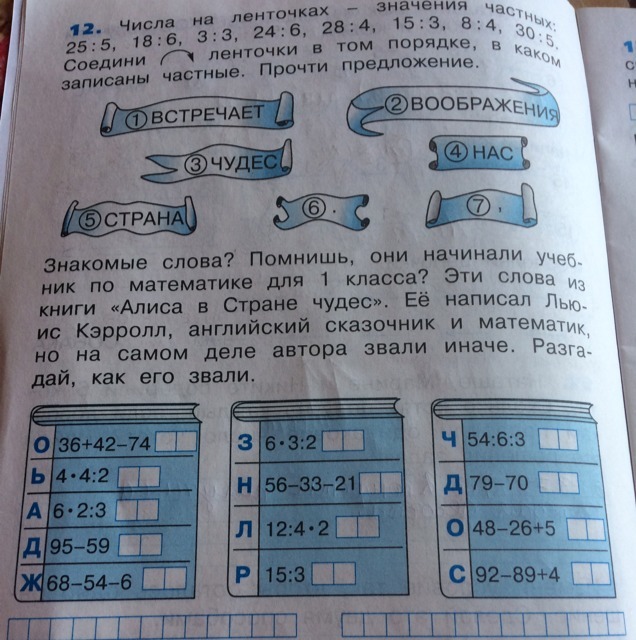 12. Числа на ленточках – значения частных:
25 : 5, 18 : 6, 3 : 3, 24 : 6, 28 : 4, 15 : 3, 8 : 4, 30 : 5.
Соедини ленточки в том порядке, в каком
записаны частные. Прочти предложение.
① ВСТРЕЧАЕТ
② ВООБРАЖЕНИЯ
③ ЧУДЕС
④ НАС
⑤ СТРАНА
⑥ .
⑦ ,
Знакомые слова? Помнишь, они начинали учеб-
ник по математике для 1 класса? Эти слова из
книги «Алиса в Стране чудес». Её написал Лью-
ис Кэрролл, английский сказочник и математик,
но на самом деле автора звали иначе. Разга-
дай, как его звали.
О 36+42–74
Ь 4·4:2
А 6·2:3
Д 95–59
Ж 68–54–6
З 6·3:2
Н 56–33–21
Л 12:4·2
Р 15:3
Ч 54:6:3
Д 79–70
О 48–26+5
С 92–89+4